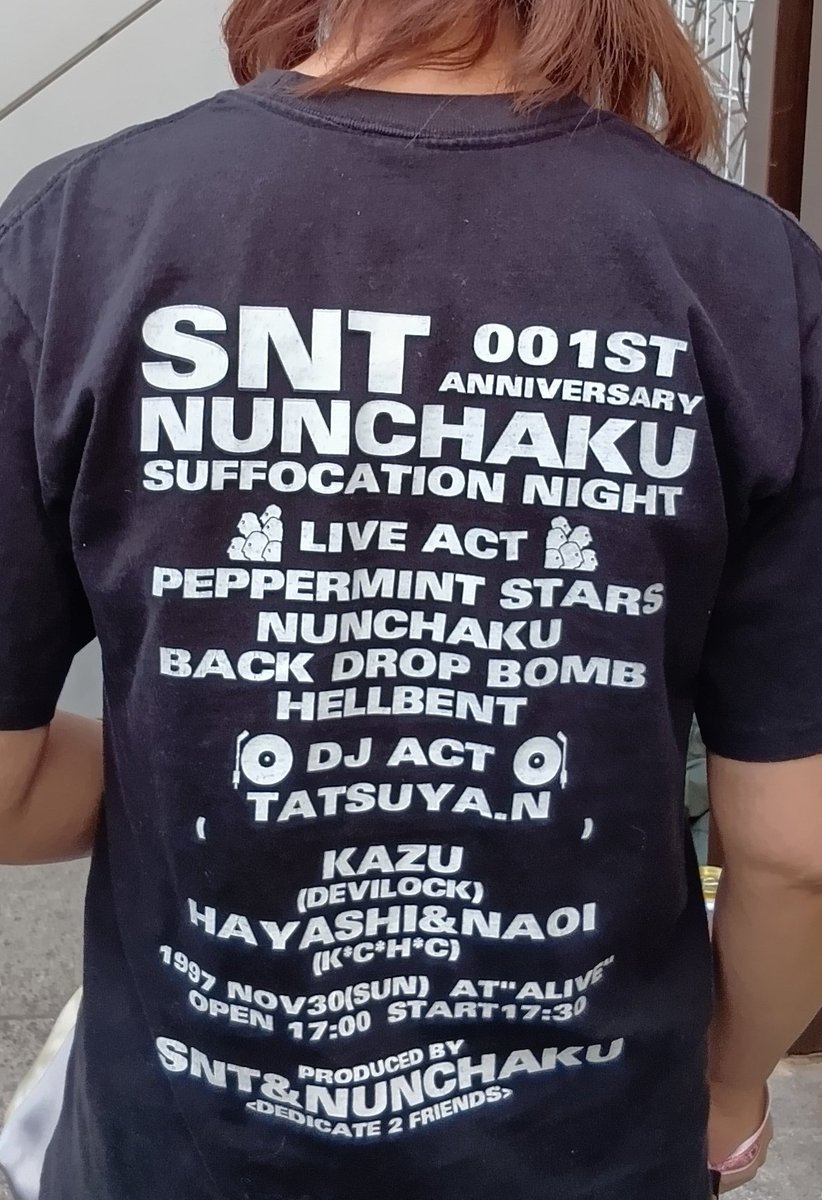 SNT 001ST
ANNIVERSARY
NUNCHAKU
SUFFOCATION NIGHT
LIVE ACT
PEPPERMINT STARS
NUNCHAKU
BACK DROP BOMB
HELLBENT
DJ ACT
TATSUYA.N
( )
KAZU
(DEVILOCK)
HAYASHI&NAOI
(K*C*H*C)
1997 NOV30(SUN) AT"ALIVE"
OPEN 17:00 START17:30
PRODUCED BY
SNT&NUNCHAKU
<DEDICATE 2 FRIENDS>